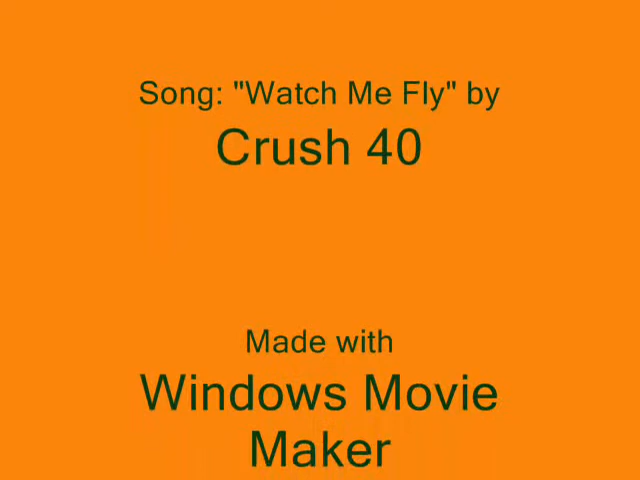 Song: "Watch Me Fly" by
Crush 40
Made with
Windows Movie
Maker